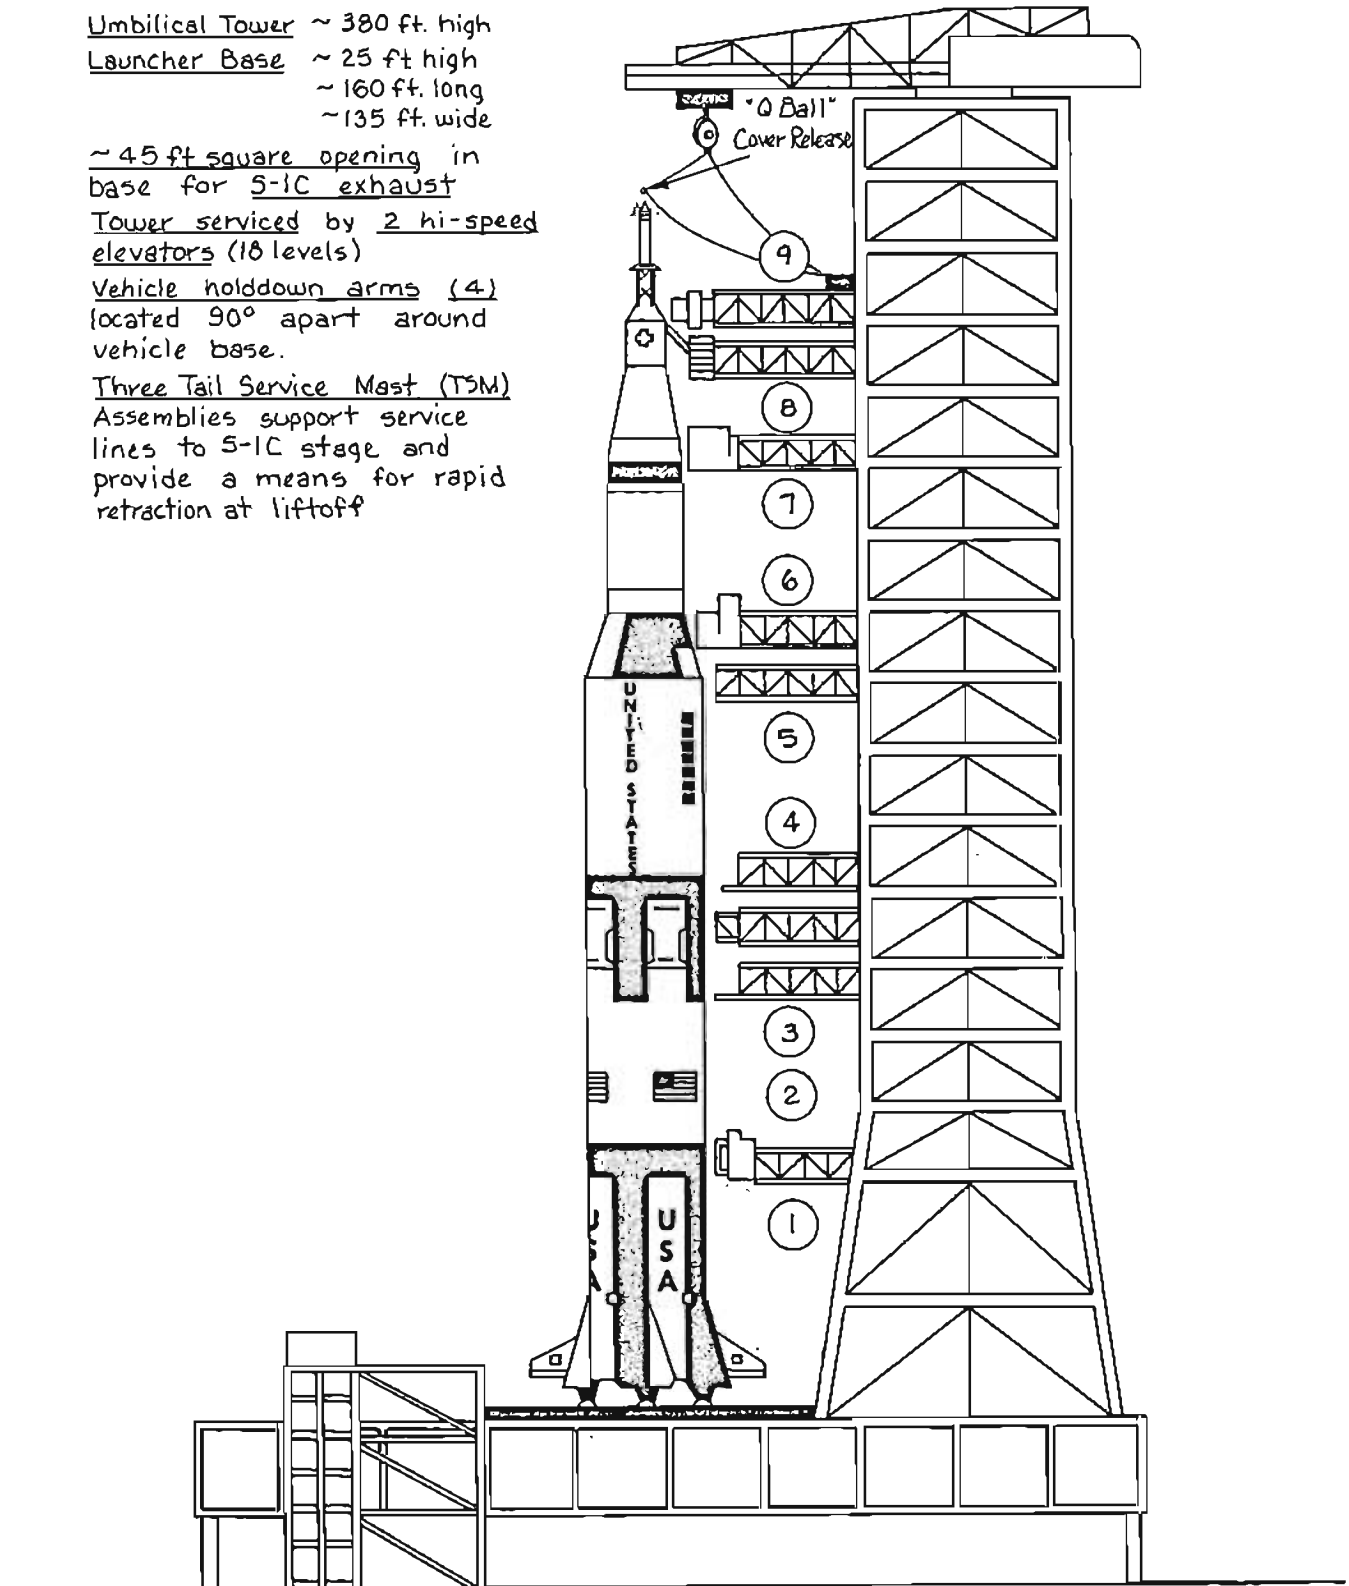 Umbilical Tower ~ 380 ft. high
Launcher Base ~ 25 ft high
~ 160 ft. long
~135 ft. wide
~ 45 ft square opening in
base for S-1C exhaust
Tower serviced by 2 hi-speed
elevators (18 levels)
Vehicle holddown arms (4)
located 90° apart around
vehicle base.
Three Tail Service Mast (TSM)
Assemblies support service
lines to S-1C stage and
provide a means for rapid
retraction at liftoff
"Q Ball"
Cover Release
9
8
7
6
5
4
3
2
1
UNITED STATES
USA
USA